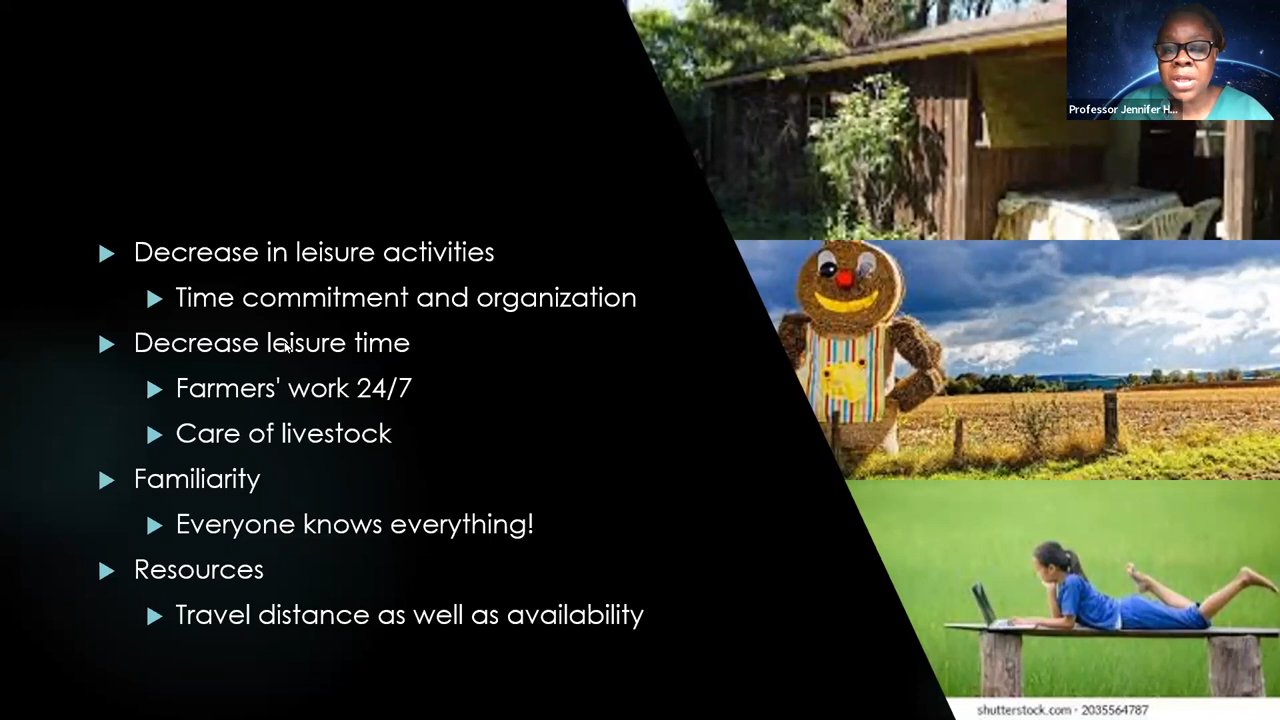 Professor Jennifer H...
Decrease in leisure activities
Time commitment and organization
Decrease leisure time
Farmers' work 24/7
Care of livestock
Familiarity
Everyone knows everything!
Resources
Travel distance as well as availability
shutterstock.com · 2035564787